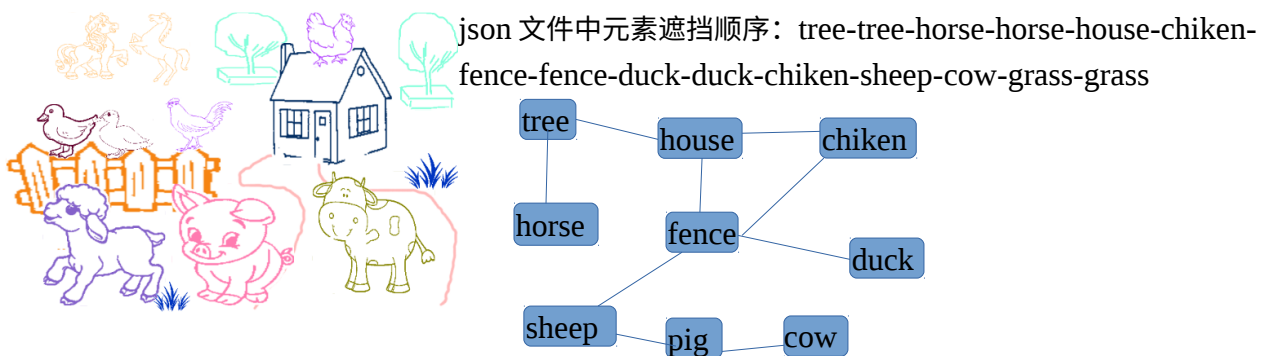 json 文件中元素遮挡顺序：tree-tree-horse-horse-house-chiken-
fence-fence-duck-duck-chiken-sheep-cow-grass-grass
tree
house
chiken
horse
fence
duck
sheep
pig
cow